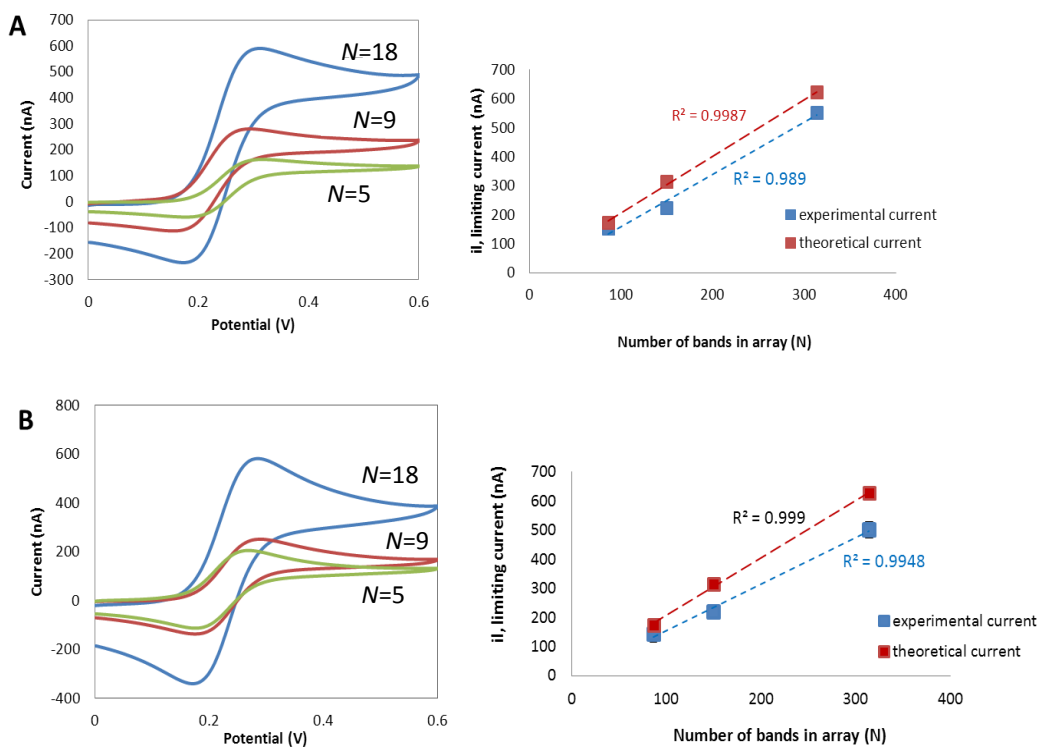 A
700
600
500
400
300
200
100
0
-100
-200
-300
Current (nA)
0
0.2
0.4
0.6
Potential (V)
N=18
N=9
N=5
700
600
500
400
300
200
100
0
il, limiting current (nA)
0
100
200
300
400
Number of bands in array (N)
R² = 0.9987
R² = 0.989
experimental current
theoretical current
B
800
600
400
200
0
-200
-400
Current (nA)
0
0.2
0.4
0.6
Potential (V)
N=18
N=9
N=5
700
600
500
400
300
200
100
0
il, limiting current (nA)
0
100
200
300
400
Number of bands in array (N)
R² = 0.999
R² = 0.9948
experimental current
theoretical current